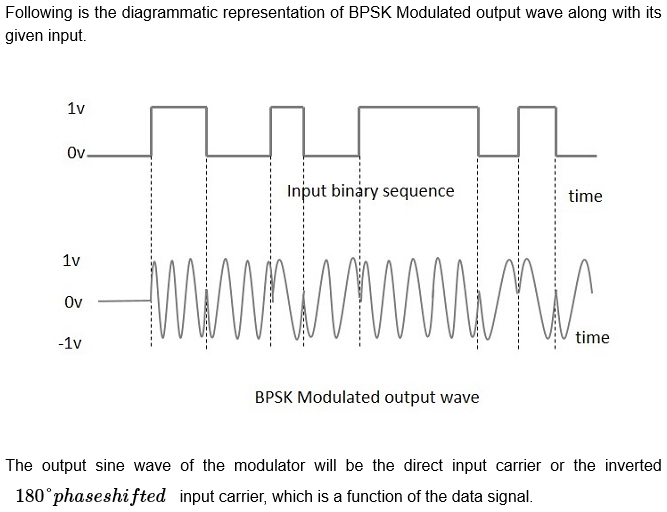 Following is the diagrammatic representation of BPSK Modulated output wave along with its
given input.
1v
0v
Input binary sequence
time
1v
0v
-1v
time
BPSK Modulated output wave
The output sine wave of the modulator will be the direct input carrier or the inverted
180°phaseshifted input carrier, which is a function of the data signal.